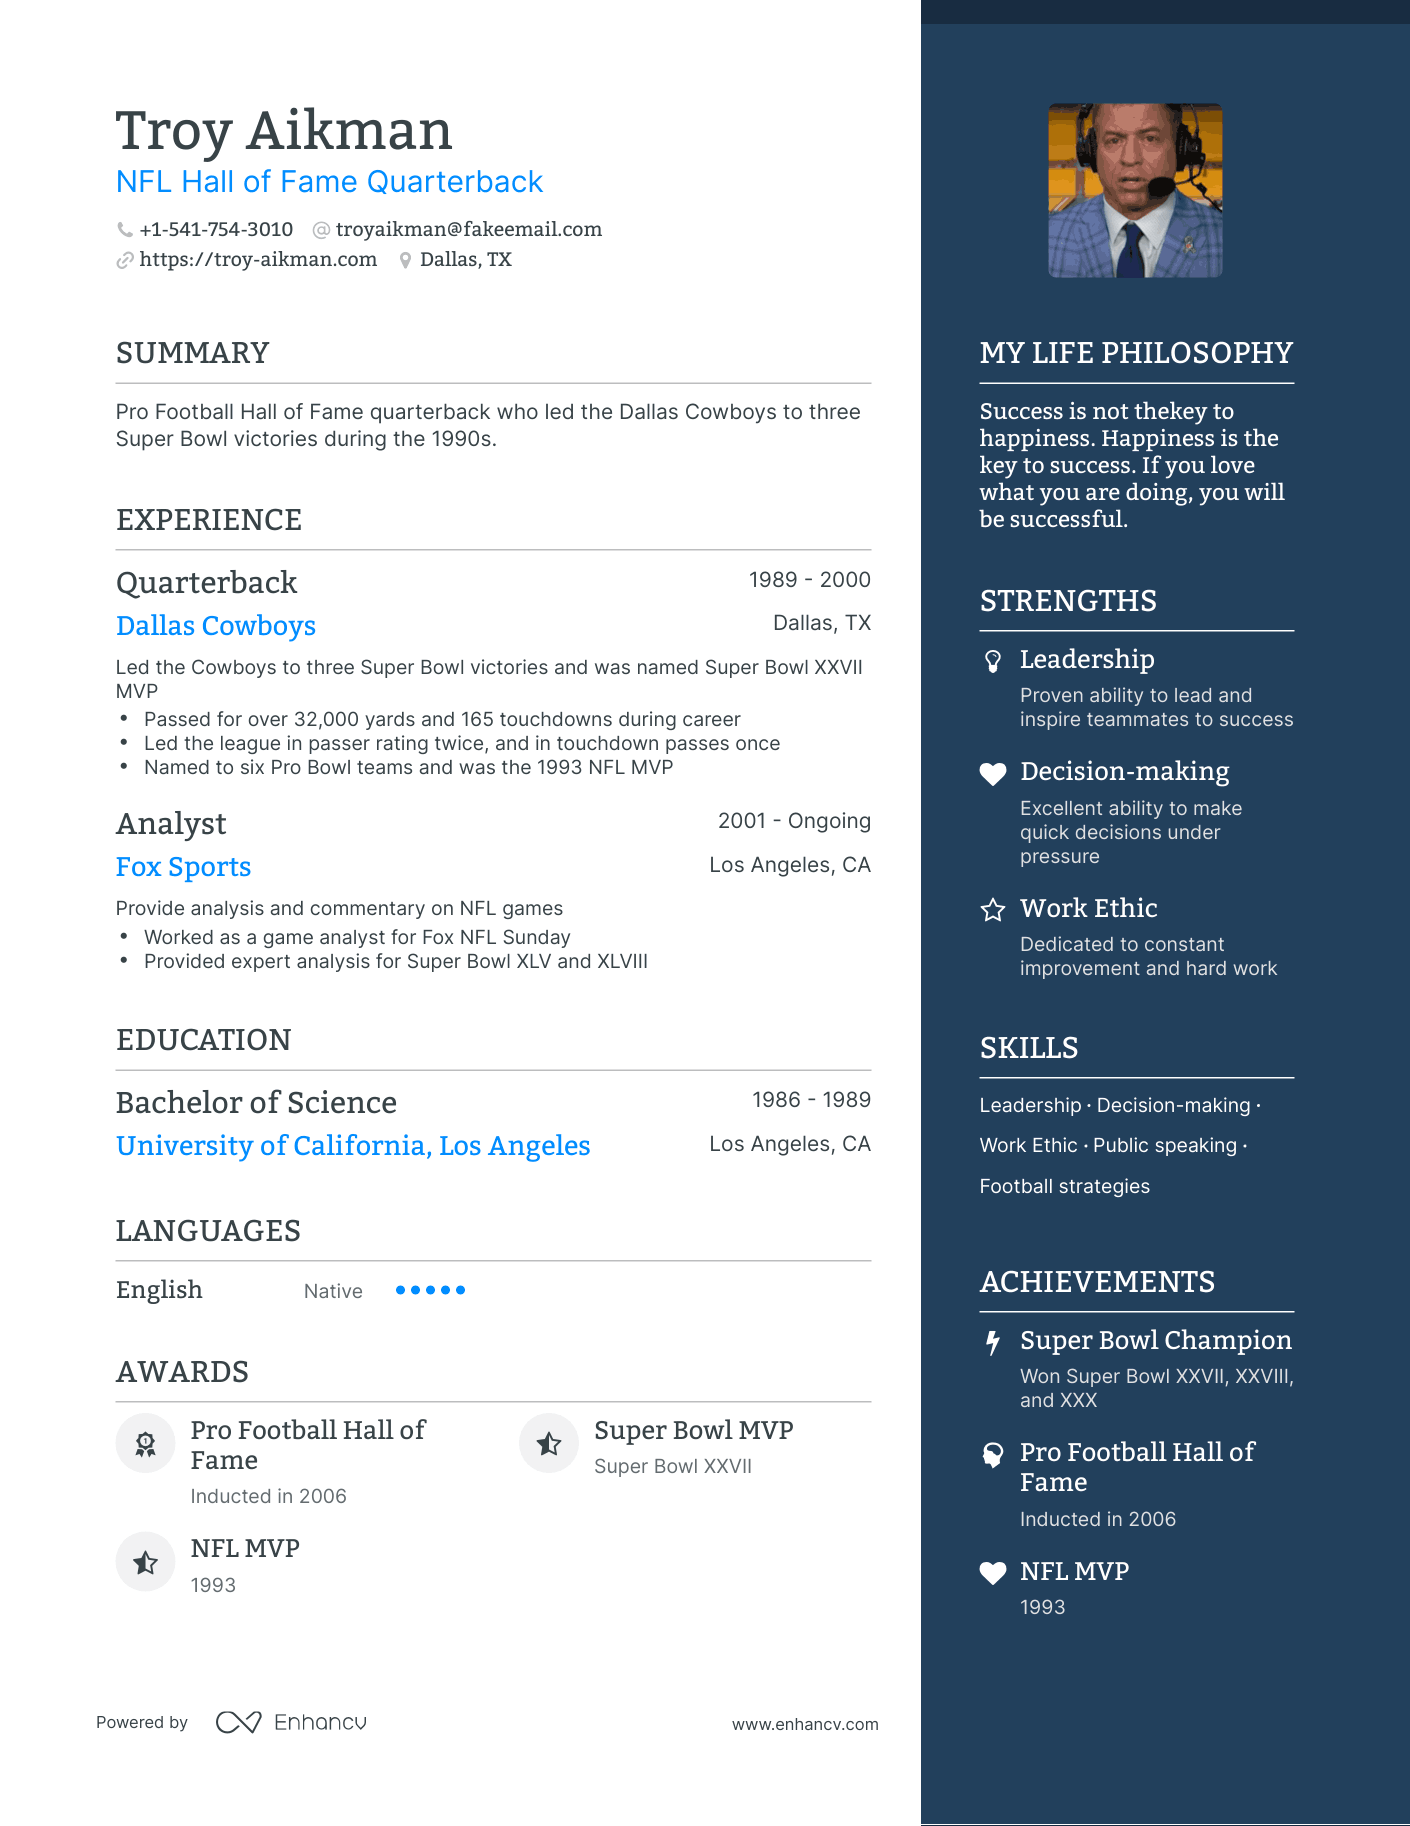 Troy Aikman
NFL Hall of Fame Quarterback
+1-541-754-3010 @ troyaikman@fakeemail.com
https://troy-aikman.com Dallas, TX
SUMMARY
Pro Football Hall of Fame quarterback who led the Dallas Cowboys to three
Super Bowl victories during the 1990s.
EXPERIENCE
Quarterback 1989 - 2000
Dallas Cowboys Dallas, TX
Led the Cowboys to three Super Bowl victories and was named Super Bowl XXVII
MVP
• Passed for over 32,000 yards and 165 touchdowns during career
• Led the league in passer rating twice, and in touchdown passes once
• Named to six Pro Bowl teams and was the 1993 NFL MVP
Analyst 2001 - Ongoing
Fox Sports Los Angeles, CA
Provide analysis and commentary on NFL games
• Worked as a game analyst for Fox NFL Sunday
• Provided expert analysis for Super Bowl XLV and XLVIII
EDUCATION
Bachelor of Science 1986 - 1989
University of California, Los Angeles Los Angeles, CA
LANGUAGES
English Native
AWARDS
Pro Football Hall of
Fame
Inducted in 2006
Super Bowl MVP
Super Bowl XXVII
NFL MVP
1993
Powered by Enhancv www.enhancv.com
MY LIFE PHILOSOPHY
Success is not thekey to
happiness. Happiness is the
key to success. If you love
what you are doing, you will
be successful.
STRENGTHS
Leadership
Proven ability to lead and
inspire teammates to success
Decision-making
Excellent ability to make
quick decisions under
pressure
Work Ethic
Dedicated to constant
improvement and hard work
SKILLS
Leadership · Decision-making ·
Work Ethic · Public speaking ·
Football strategies
ACHIEVEMENTS
Super Bowl Champion
Won Super Bowl XXVII, XXVIII,
and XXX
Pro Football Hall of
Fame
Inducted in 2006
NFL MVP
1993